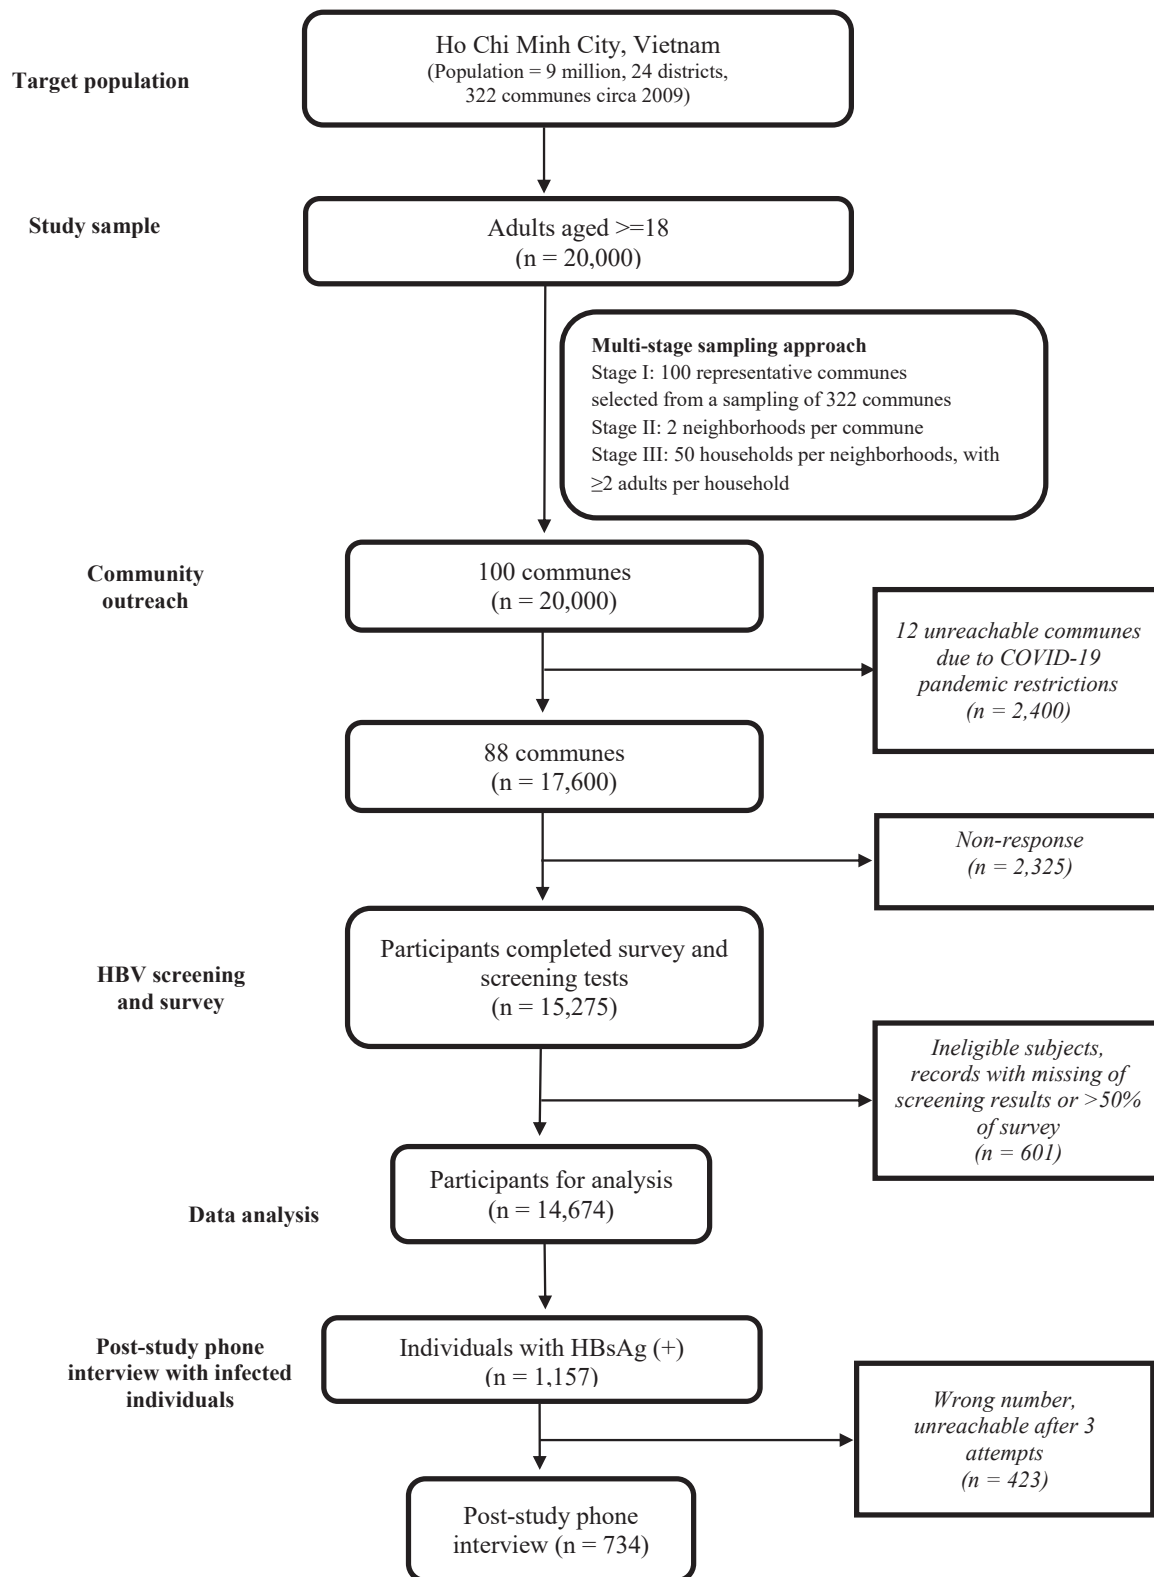 Target population
Ho Chi Minh City, Vietnam
(Population = 9 million, 24 districts,
322 communes circa 2009)
Study sample
Adults aged >=18
(n = 20,000)
Multi-stage sampling approach
Stage I: 100 representative communes
selected from a sampling of 322 communes
Stage II: 2 neighborhoods per commune
Stage III: 50 households per neighborhoods, with
≥2 adults per household
Community
outreach
100 communes
(n = 20,000)
12 unreachable communes
due to COVID-19
pandemic restrictions
(n = 2,400)
88 communes
(n = 17,600)
Non-response
(n = 2,325)
HBV screening
and survey
Participants completed survey and
screening tests
(n = 15,275)
Ineligible subjects,
records with missing of
screening results or >50%
of survey
(n = 601)
Data analysis
Participants for analysis
(n = 14,674)
Post-study phone
interview with infected
individuals
Individuals with HBsAg (+)
(n = 1,157)
Wrong number,
unreachable after 3
attempts
(n = 423)
Post-study phone
interview (n = 734)